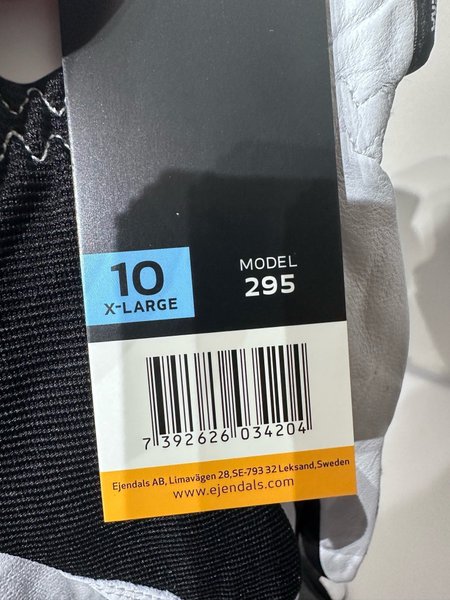 10
X-LARGE
MODEL
295
7 392626 034204
Ejendals AB, Limavägen 28,SE-793 32 Leksand,Sweden
www.ejendals.com